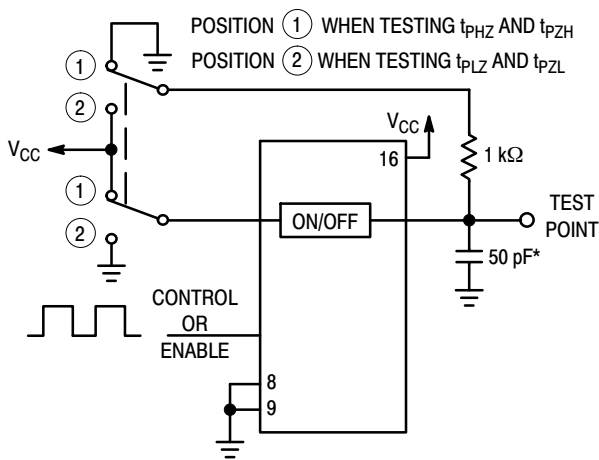 POSITION 1 WHEN TESTING tPHZ AND tPZH
POSITION 2 WHEN TESTING tPLZ AND tPZL
1
2
VCC
1
2
VCC
16
1 kΩ
ON/OFF
TEST
POINT
50 pF*
CONTROL
OR
ENABLE
8
9